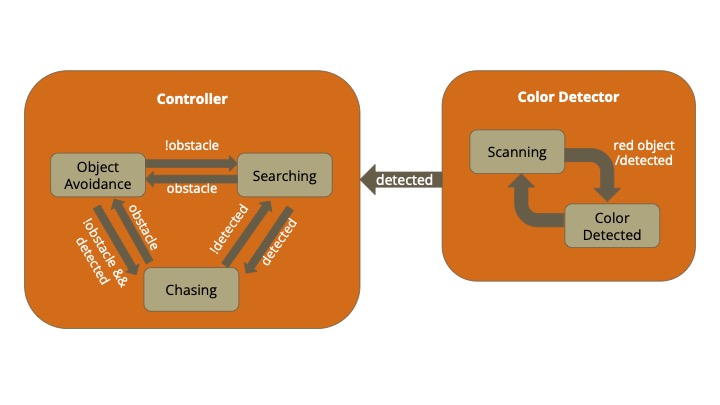 Controller
Color Detector
!obstacle
Object
Avoidance
obstacle
Searching
!obstacle &&
detected
obstacle
!detected
detected
Chasing
detected
Scanning
red object
/detected
Color
Detected